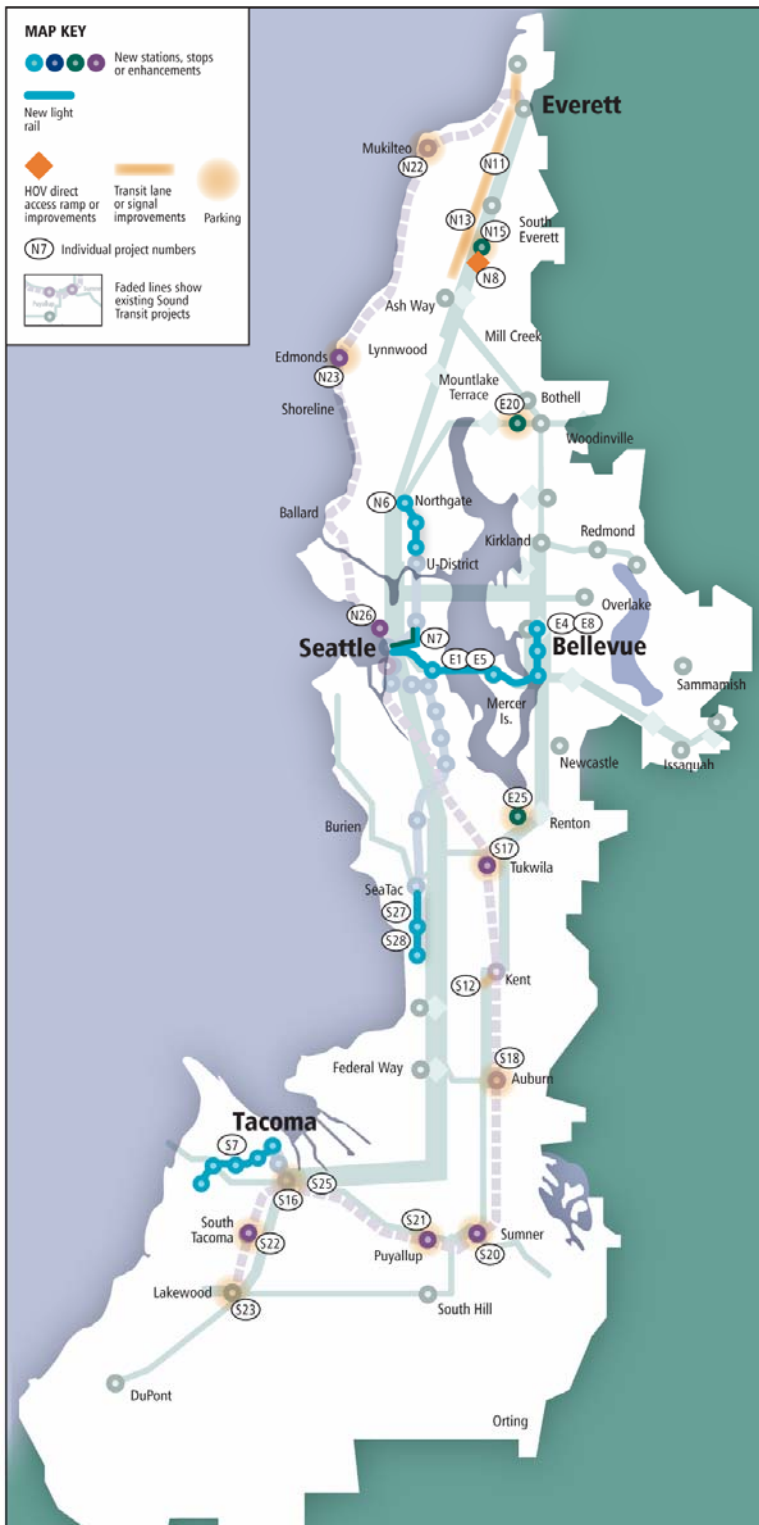 MAP KEY
New stations, stops
or enhancements
New light
rail
HOV direct
access ramp or
improvements
Transit lane
or signal
improvements
Parking
N7
Individual project numbers
Faded lines show
existing Sound
Transit projects
Everett
Mukilteo
N22
N11
N13
N15
South
Everett
N8
Ash Way
Mill Creek
Lynnwood
Edmonds
N23
Mountlake
Terrace
Bothell
E20
Shoreline
Woodinville
N6
Northgate
Ballard
Kirkland
Redmond
U-District
Overlake
N26
E4
E8
Seattle
N7
Bellevue
E1
E5
Sammamish
Mercer
Is.
Newcastle
Issaquah
E25
Renton
Burien
S17
Tukwila
SeaTac
S27
S28
Kent
S12
S18
Federal Way
Auburn
Tacoma
S7
S25
S16
South
Tacoma
S22
S21
Puyallup
Sumner
S20
Lakewood
S23
South Hill
DuPont
Orting